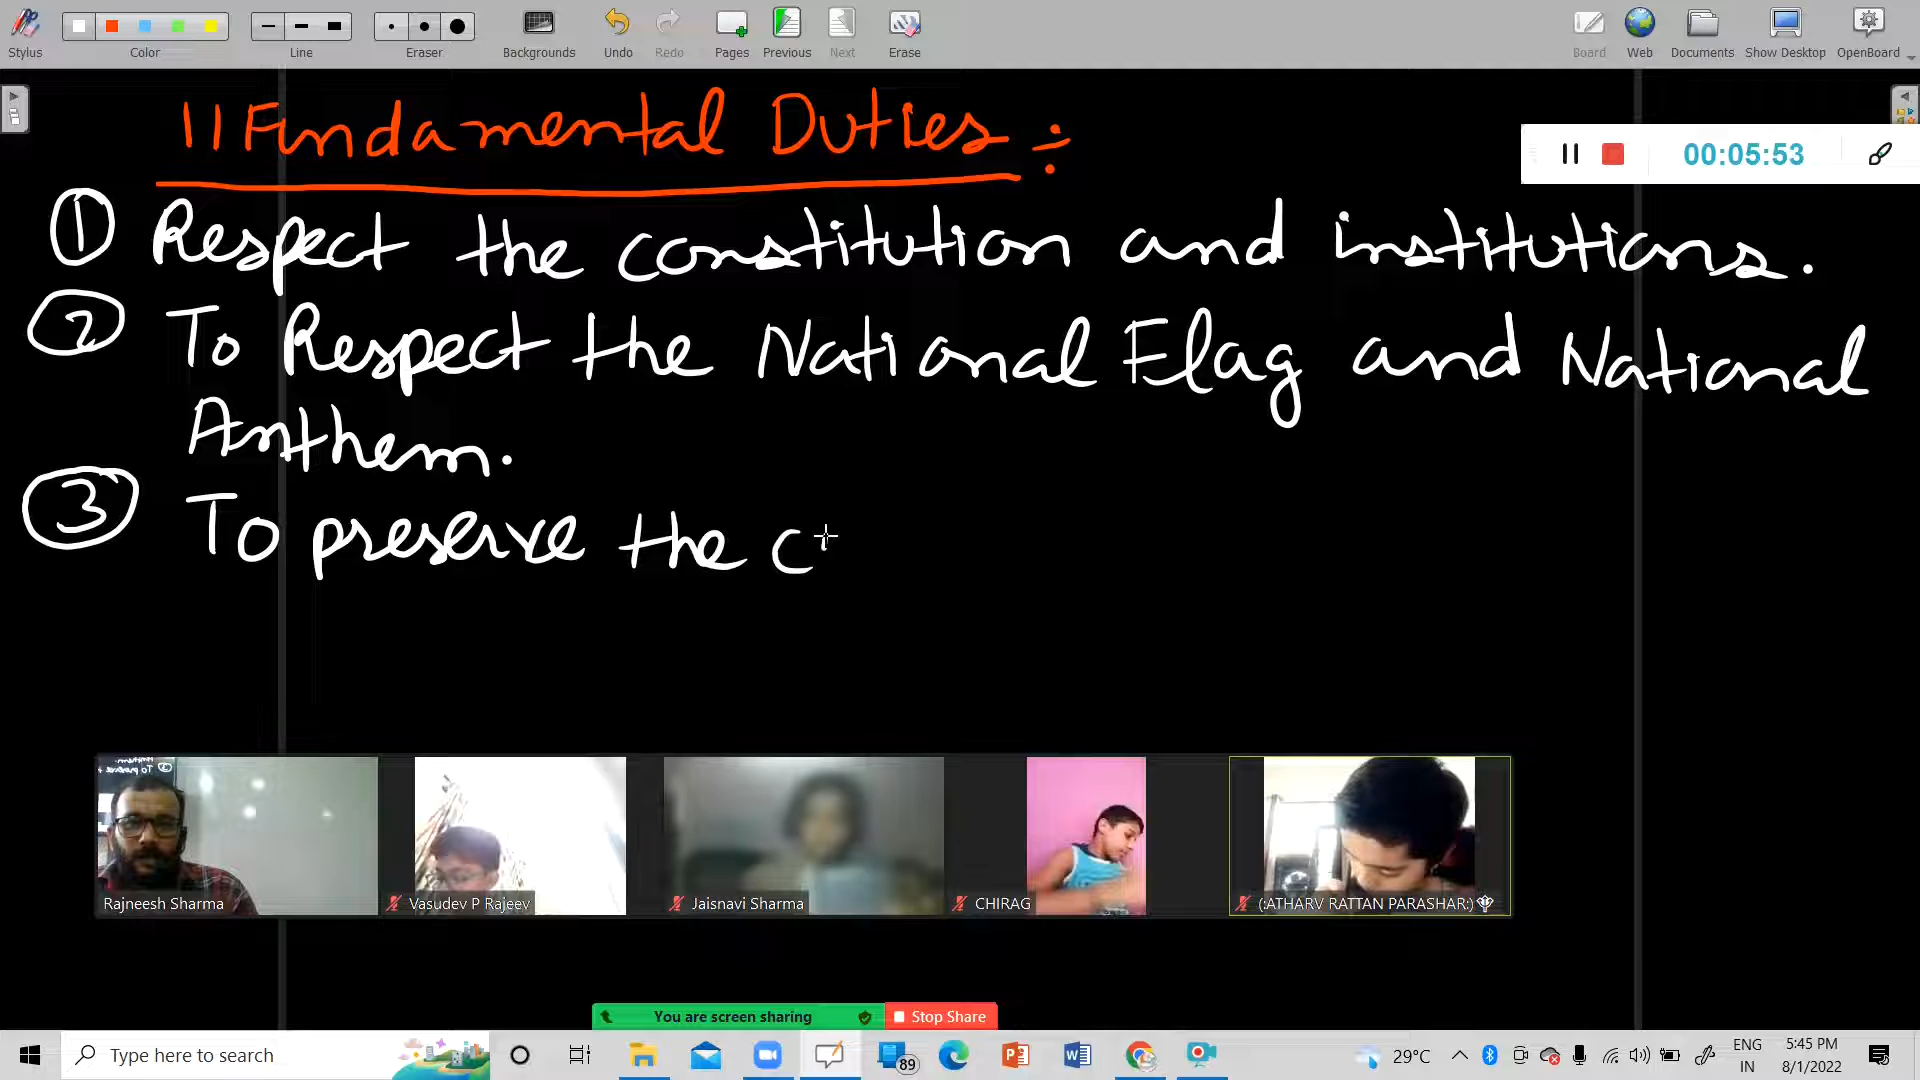 Stylus
Color
Line
Eraser
Backgrounds
Undo
Redo
Pages
Previous
Next
Erase
Board
Web
Documents
Show Desktop
OpenBoard
11 Fundamental Duties ÷
00:05:53
① Respect the constitution and institutions.
② To Respect the National Flag and National
Anthem.
③ To preserve the c
Rajneesh Sharma
Vasudev P Rajeev
Jaisnavi Sharma
CHIRAG
(:ATHARV RATTAN PARASHAR:)
You are screen sharing
Stop Share
Type here to search
89
29°C
ENG
IN
5:45 PM
8/1/2022